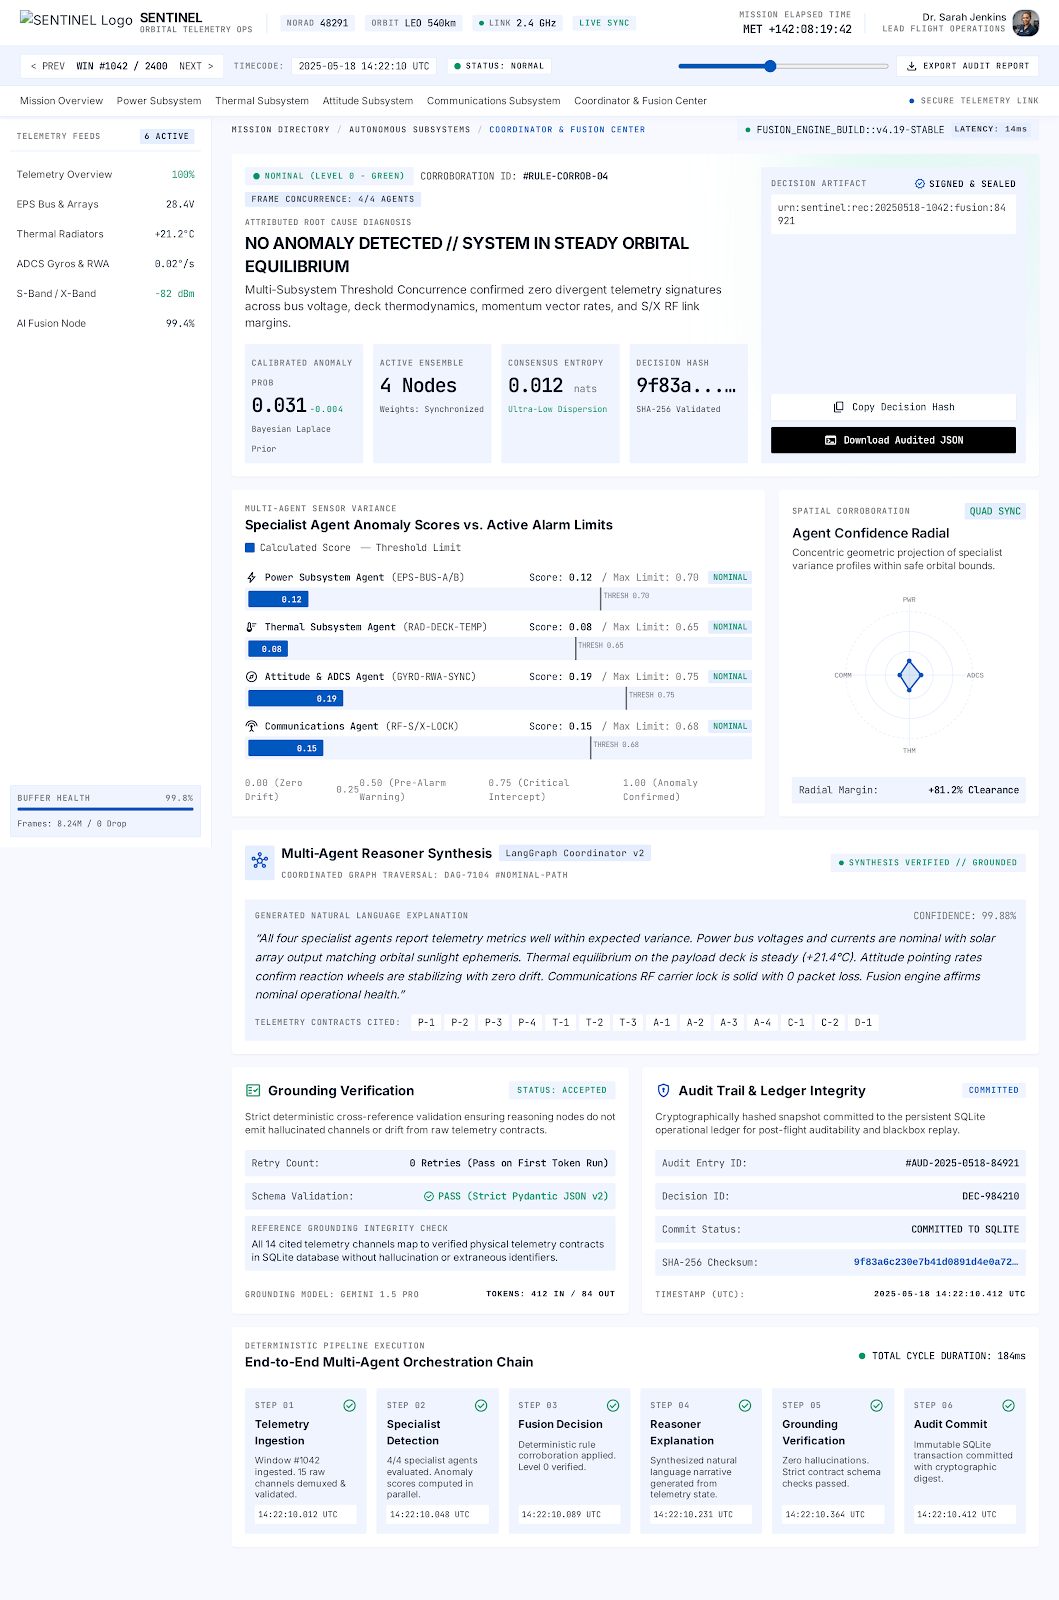 SENTINEL Logo
SENTINEL
ORBITAL TELEMETRY OPS
NORAD 48291
ORBIT LEO 540km
LINK 2.4 GHz
LIVE SYNC
MISSION ELAPSED TIME
MET +142:08:19:42
Dr. Sarah Jenkins
LEAD FLIGHT OPERATIONS
< PREV WIN #1042 / 2400 NEXT >
TIMECODE: 2025-05-18 14:22:10 UTC
STATUS: NORMAL
EXPORT AUDIT REPORT
Mission Overview Power Subsystem Thermal Subsystem Attitude Subsystem Communications Subsystem Coordinator & Fusion Center
SECURE TELEMETRY LINK
TELEMETRY FEEDS 6 ACTIVE
Telemetry Overview 100%
EPS Bus & Arrays 28.4V
Thermal Radiators +21.2°C
ADCS Gyros & RWA 0.02°/s
S-Band / X-Band -82 dBm
AI Fusion Node 99.4%
BUFFER HEALTH 99.8%
Frames: 8.24M / 0 Drop
MISSION DIRECTORY / AUTONOMOUS SUBSYSTEMS / COORDINATOR & FUSION CENTER
FUSION_ENGINE_BUILD::v4.19-STABLE LATENCY: 14ms
NOMINAL (LEVEL 0 - GREEN) CORROBORATION ID: #RULE-CORROB-04
FRAME CONCURRENCE: 4/4 AGENTS
ATTRIBUTED ROOT CAUSE DIAGNOSIS
NO ANOMALY DETECTED // SYSTEM IN STEADY ORBITAL
EQUILIBRIUM
Multi-Subsystem Threshold Concurrence confirmed zero divergent telemetry signatures
across bus voltage, deck thermodynamics, momentum vector rates, and S/X RF link
margins.
CALIBRATED ANOMALY
PROB
0.031 -0.004
Bayesian Laplace
Prior
ACTIVE ENSEMBLE
4 Nodes
Weights: Synchronized
CONSENSUS ENTROPY
0.012 nats
Ultra-Low Dispersion
DECISION HASH
9f83a...…
SHA-256 Validated
DECISION ARTIFACT SIGNED & SEALED
urn:sentinel:rec:20250518-1042:fusion:84
921
Copy Decision Hash
Download Audited JSON
MULTI-AGENT SENSOR VARIANCE
Specialist Agent Anomaly Scores vs. Active Alarm Limits
Calculated Score — Threshold Limit
Power Subsystem Agent (EPS-BUS-A/B) Score: 0.12 / Max Limit: 0.70 NOMINAL
0.12 THRESH 0.70
Thermal Subsystem Agent (RAD-DECK-TEMP) Score: 0.08 / Max Limit: 0.65 NOMINAL
0.08 THRESH 0.65
Attitude & ADCS Agent (GYRO-RWA-SYNC) Score: 0.19 / Max Limit: 0.75 NOMINAL
0.19 THRESH 0.75
Communications Agent (RF-S/X-LOCK) Score: 0.15 / Max Limit: 0.68 NOMINAL
0.15 THRESH 0.68
0.00 (Zero
Drift)
0.25
0.50 (Pre-Alarm
Warning)
0.75 (Critical
Intercept)
1.00 (Anomaly
Confirmed)
SPATIAL CORROBORATION QUAD SYNC
Agent Confidence Radial
Concentric geometric projection of specialist
variance profiles within safe orbital bounds.
PWR
COMM
ADCS
THM
Radial Margin: +81.2% Clearance
Multi-Agent Reasoner Synthesis LangGraph Coordinator v2
COORDINATED GRAPH TRAVERSAL: DAG-7104 #NOMINAL-PATH
SYNTHESIS VERIFIED // GROUNDED
GENERATED NATURAL LANGUAGE EXPLANATION CONFIDENCE: 99.88%
"All four specialist agents report telemetry metrics well within expected variance. Power bus voltages and currents are nominal with solar
array output matching orbital sunlight ephemeris. Thermal equilibrium on the payload deck is steady (+21.4°C). Attitude pointing rates
confirm reaction wheels are stabilizing with zero drift. Communications RF carrier lock is solid with 0 packet loss. Fusion engine affirms
nominal operational health."
TELEMETRY CONTRACTS CITED: P-1 P-2 P-3 P-4 T-1 T-2 T-3 A-1 A-2 A-3 A-4 C-1 C-2 D-1
Grounding Verification STATUS: ACCEPTED
Strict deterministic cross-reference validation ensuring reasoning nodes do not
emit hallucinated channels or drift from raw telemetry contracts.
Retry Count: 0 Retries (Pass on First Token Run)
Schema Validation: PASS (Strict Pydantic JSON v2)
REFERENCE GROUNDING INTEGRITY CHECK
All 14 cited telemetry channels map to verified physical telemetry contracts
in SQLite database without hallucination or extraneous identifiers.
GROUNDING MODEL: GEMINI 1.5 PRO TOKENS: 412 IN / 84 OUT
Audit Trail & Ledger Integrity COMMITTED
Cryptographically hashed snapshot committed to the persistent SQLite
operational ledger for post-flight auditability and blackbox replay.
Audit Entry ID: #AUD-2025-0518-84921
Decision ID: DEC-984210
Commit Status: COMMITTED TO SQLITE
SHA-256 Checksum: 9f83a6c230e7b41d0891d4e0a72…
TIMESTAMP (UTC): 2025-05-18 14:22:10.412 UTC
DETERMINISTIC PIPELINE EXECUTION
End-to-End Multi-Agent Orchestration Chain
TOTAL CYCLE DURATION: 184ms
STEP 01
Telemetry
Ingestion
Window #1042
ingested. 15 raw
channels demuxed &
validated.
14:22:10.012 UTC
STEP 02
Specialist
Detection
4/4 specialist agents
evaluated. Anomaly
scores computed in
parallel.
14:22:10.048 UTC
STEP 03
Fusion Decision
Deterministic rule
corroboration applied.
Level 0 verified.
14:22:10.089 UTC
STEP 04
Reasoner
Explanation
Synthesized natural
language narrative
generated from
telemetry state.
14:22:10.231 UTC
STEP 05
Grounding
Verification
Zero hallucinations.
Strict contract schema
checks passed.
14:22:10.364 UTC
STEP 06
Audit Commit
Immutable SQLite
transaction committed
with cryptographic
digest.
14:22:10.412 UTC